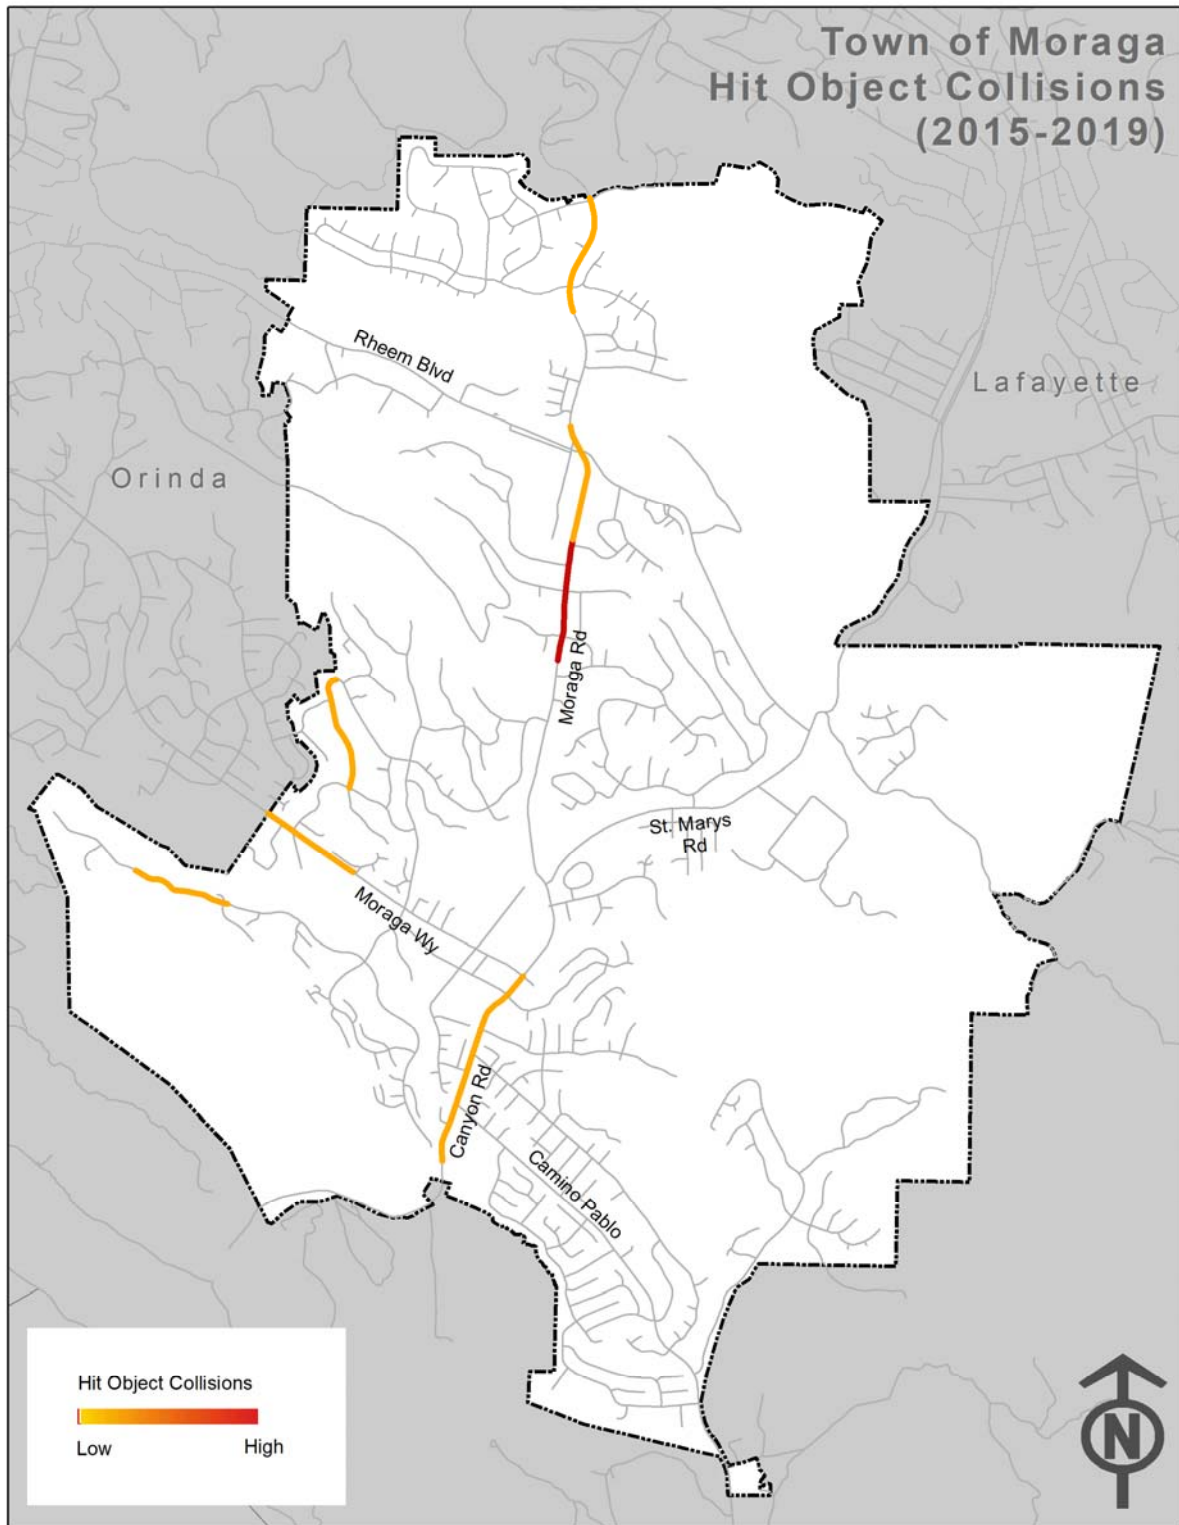 Town of Moraga
Hit Object Collisions
(2015-2019)
Rheem Blvd
Lafayette
Orinda
Moraga Rd
St. Marys
Rd
Moraga Wy
Canyon Rd
Camino Pablo
Hit Object Collisions
Low
High
N